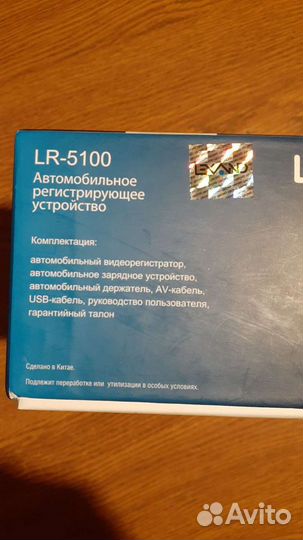 LR-5100
Автомобильное
регистрирующее
устройство
LEXAND
L
Комплектация:
автомобильный видеорегистратор,
автомобильное зарядное устройство,
автомобильный держатель, AV-кабель,
USB-кабель, руководство пользователя,
гарантийный талон
Сделано в Китае.
Подлежит переработке или утилизации в особых условиях.
Avito